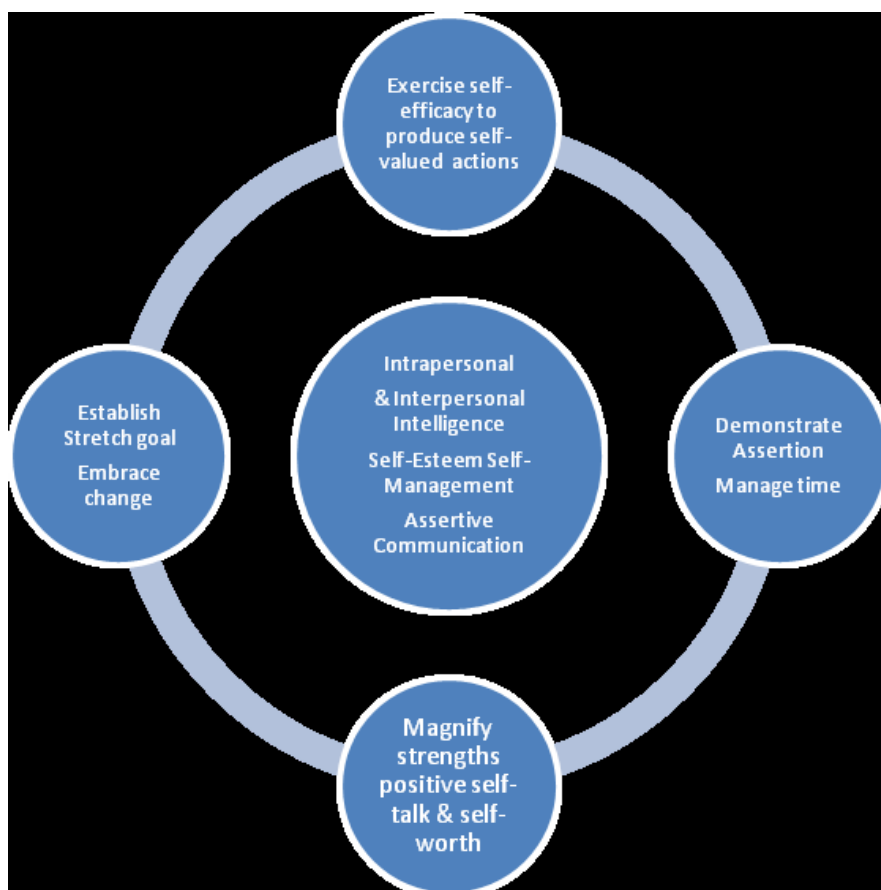 Exercise self-
efficacy to
produce self-
valued actions
Intrapersonal
& Interpersonal
Intelligence
Self-Esteem Self-
Management
Assertive
Communication
Establish
Stretch goal
Embrace
change
Demonstrate
Assertion
Manage time
Magnify
strengths
positive self-
talk & self-
worth